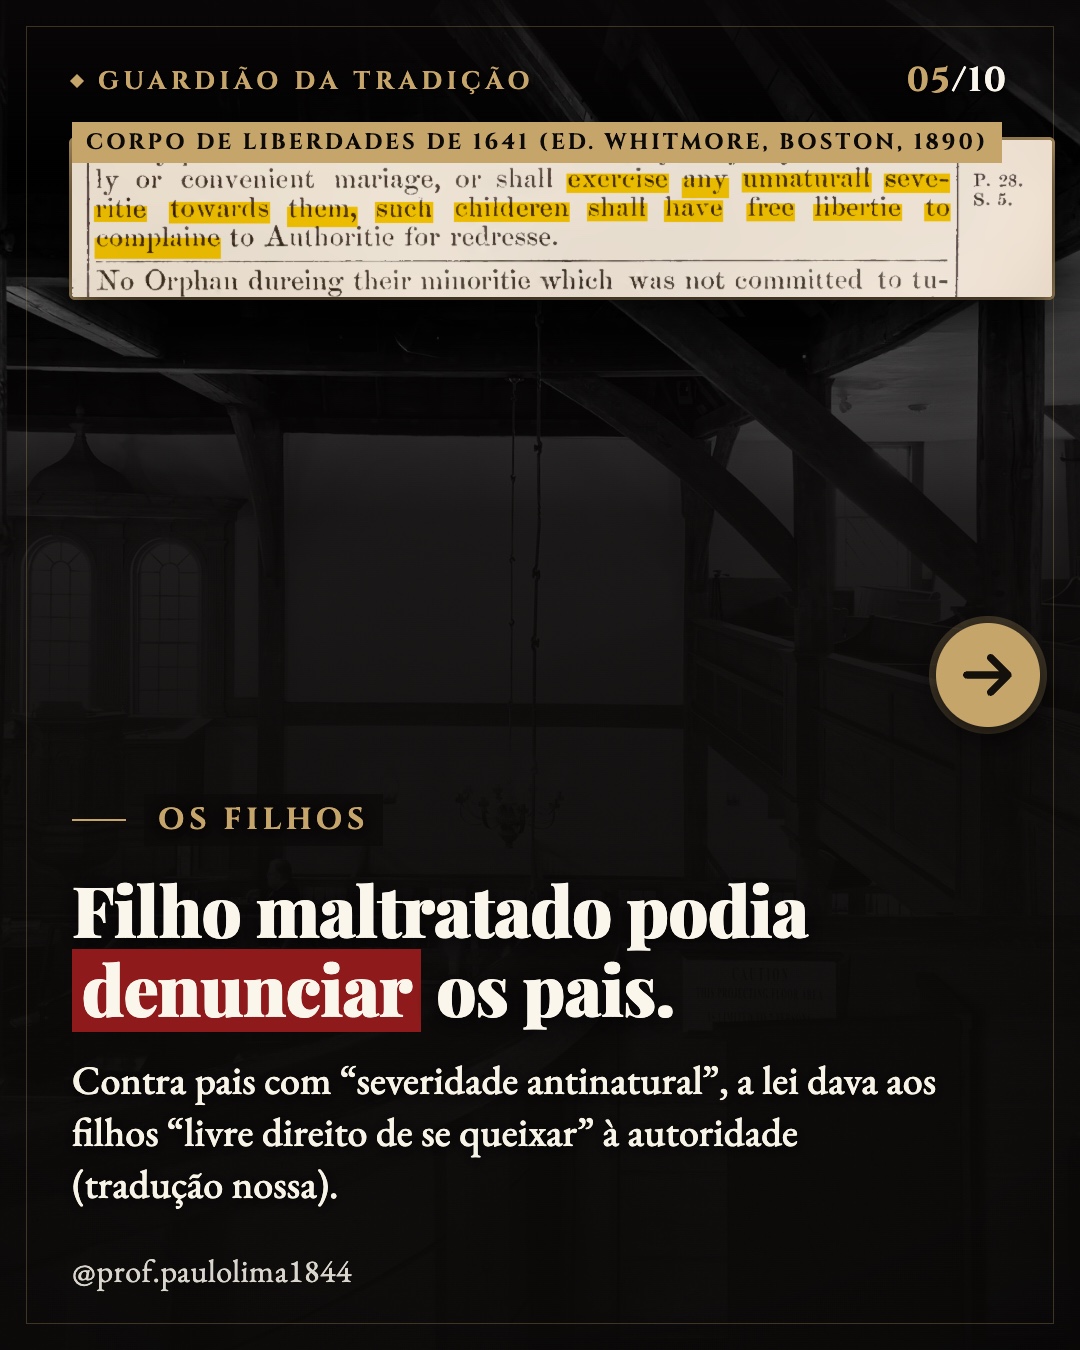 GUARDIÃO DA TRADIÇÃO
05/10
CORPO DE LIBERDADES DE 1641 (ED. WHITMORE, BOSTON, 1890)
ly or convenient mariage, or shall exercise any unnaturall seve-
ritie towards them, such childeren shall have free libertie to
complaine to Authoritie for redresse.
No Orphan dureing their minoritie which was not committed to tu-
P. 28.
S. 5.
OS FILHOS
Filho maltratado podia
denunciar os pais.
Contra pais com “severidade antinatural”, a lei dava aos
filhos “livre direito de se queixar” à autoridade
(tradução nossa).
@prof.paulolima1844